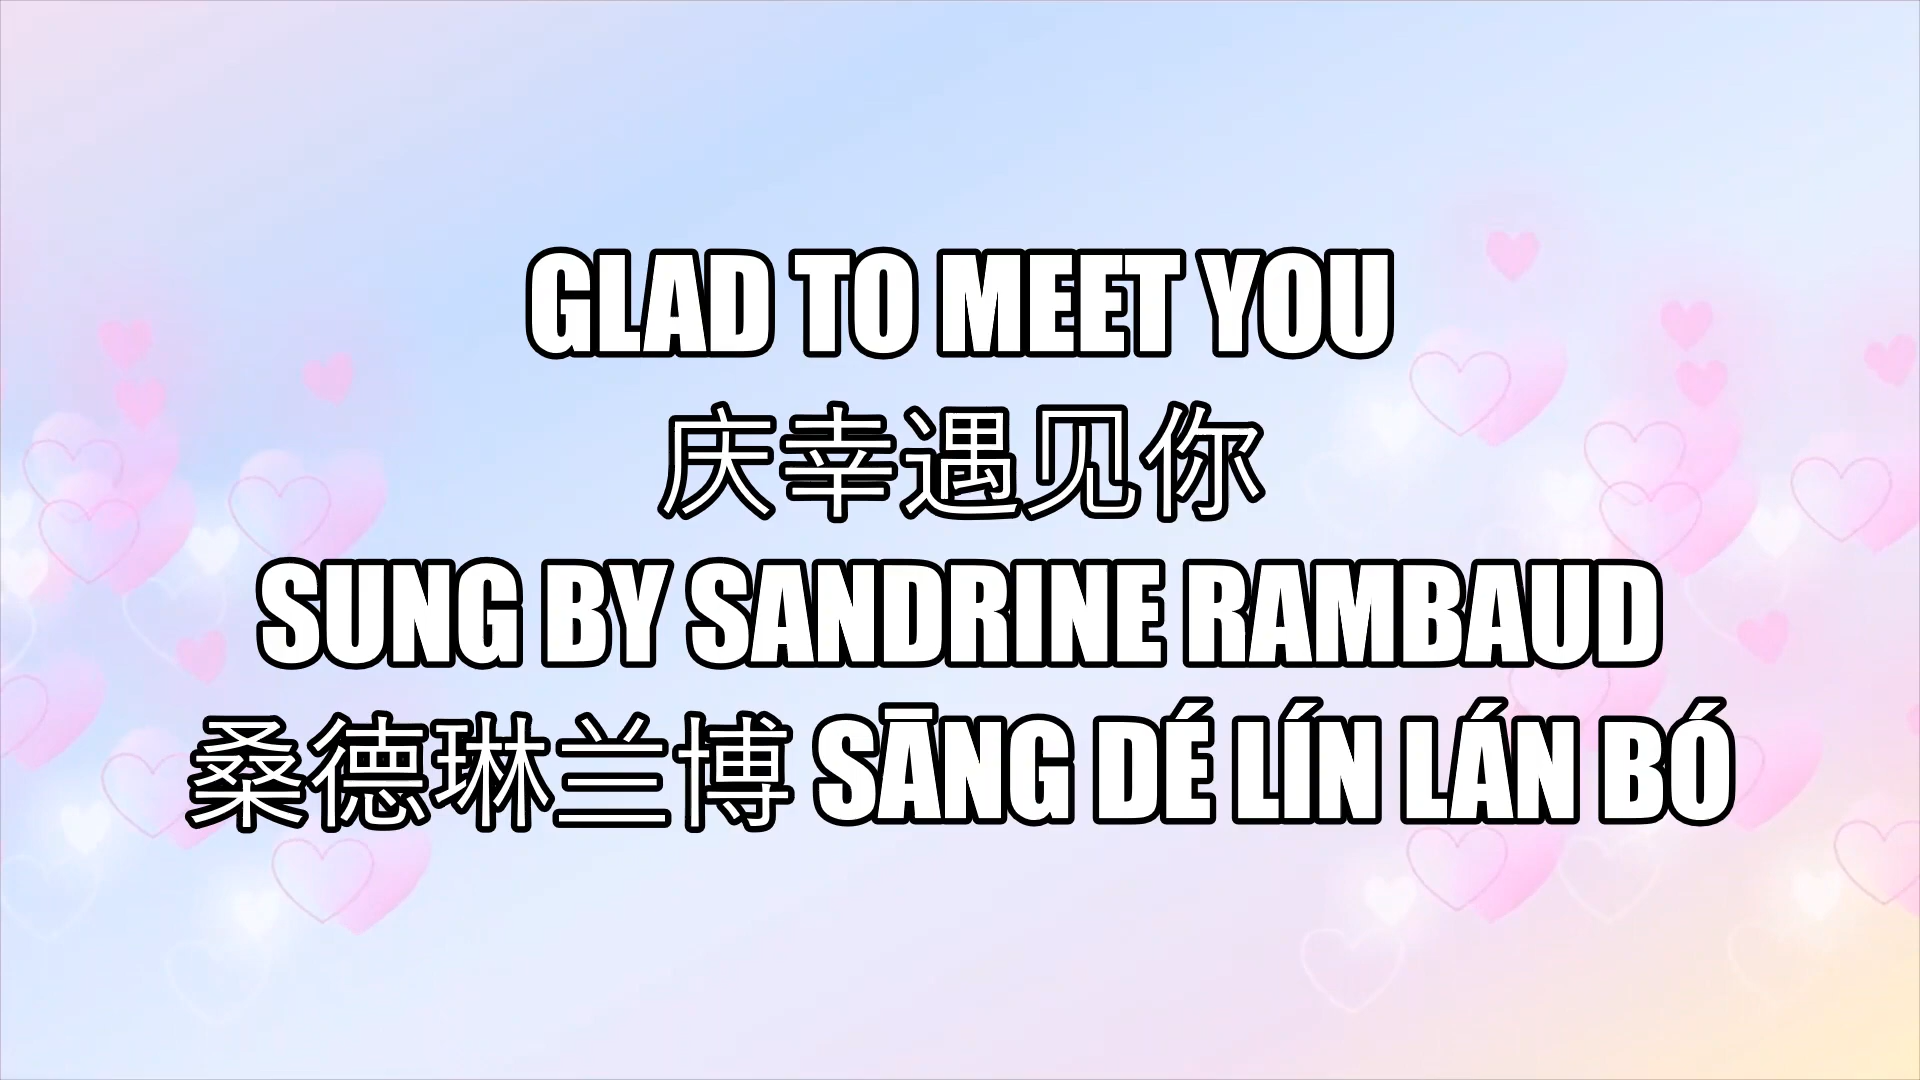 GLAD TO MEET YOU
庆幸遇见你
SUNG BY SANDRINE RAMBAUD
桑德琳兰博 SĀNG DÉ LÍN LÁN BÓ